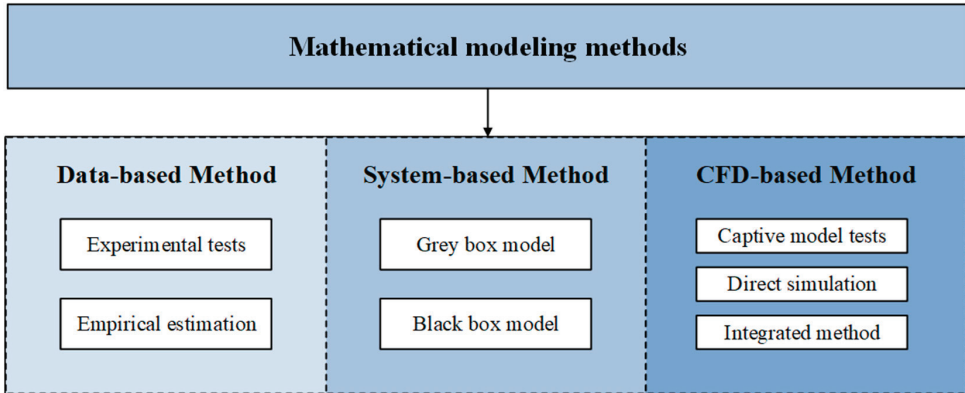 Mathematical modeling methods
Data-based Method
Experimental tests
Empirical estimation
System-based Method
Grey box model
Black box model
CFD-based Method
Captive model tests
Direct simulation
Integrated method